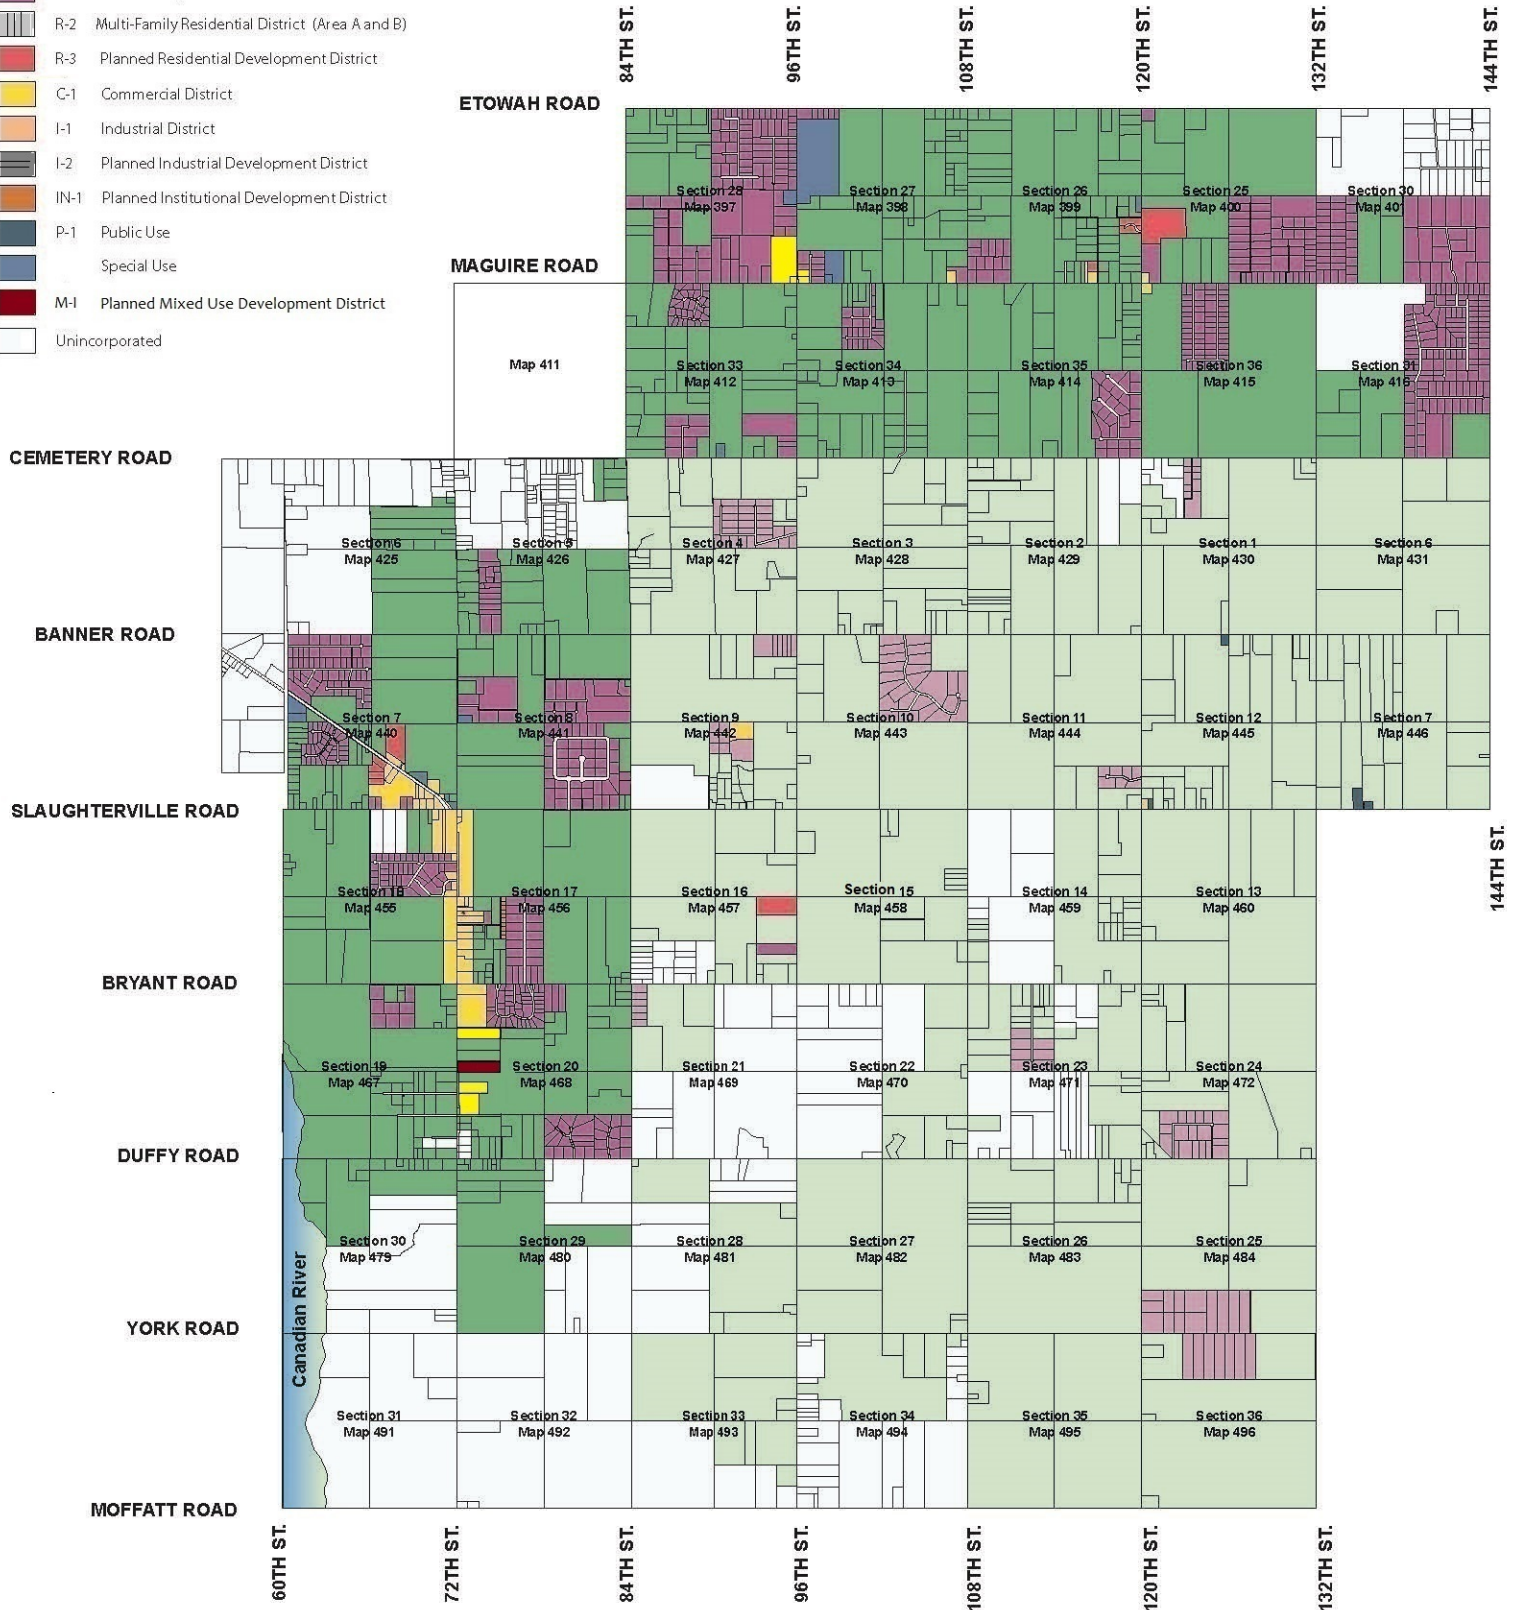 84TH ST.
96TH ST.
108TH ST.
120TH ST.
132TH ST.
144TH ST.
R-2 Multi-Family Residential District (Area A and B)
R-3 Planned Residential Development District
C-1 Commercial District
I-1 Industrial District
I-2 Planned Industrial Development District
IN-1 Planned Institutional Development District
P-1 Public Use
Special Use
M-I Planned Mixed Use Development District
Unincorporated
ETOWAH ROAD
Section 28
Map 397
Section 27
Map 398
Section 26
Map 399
Section 25
Map 400
Section 30
Map 401
MAGUIRE ROAD
Map 411
Section 33
Map 412
Section 34
Map 413
Section 35
Map 414
Section 36
Map 415
Section 31
Map 416
CEMETERY ROAD
Section 6
Map 425
Section 5
Map 426
Section 4
Map 427
Section 3
Map 428
Section 2
Map 429
Section 1
Map 430
Section 6
Map 431
BANNER ROAD
Section 7
Map 440
Section 8
Map 441
Section 9
Map 442
Section 10
Map 443
Section 11
Map 444
Section 12
Map 445
Section 7
Map 446
SLAUGHTERVILLE ROAD
144TH ST.
Section 18
Map 455
Section 17
Map 456
Section 16
Map 457
Section 15
Map 458
Section 14
Map 459
Section 13
Map 460
BRYANT ROAD
Section 19
Map 467
Section 20
Map 468
Section 21
Map 469
Section 22
Map 470
Section 23
Map 471
Section 24
Map 472
DUFFY ROAD
Section 30
Map 479
Section 29
Map 480
Section 28
Map 481
Section 27
Map 482
Section 26
Map 483
Section 25
Map 484
Canadian River
YORK ROAD
Section 31
Map 491
Section 32
Map 492
Section 33
Map 493
Section 34
Map 494
Section 35
Map 495
Section 36
Map 496
MOFFATT ROAD
60TH ST.
72TH ST.
84TH ST.
96TH ST.
108TH ST.
120TH ST.
132TH ST.